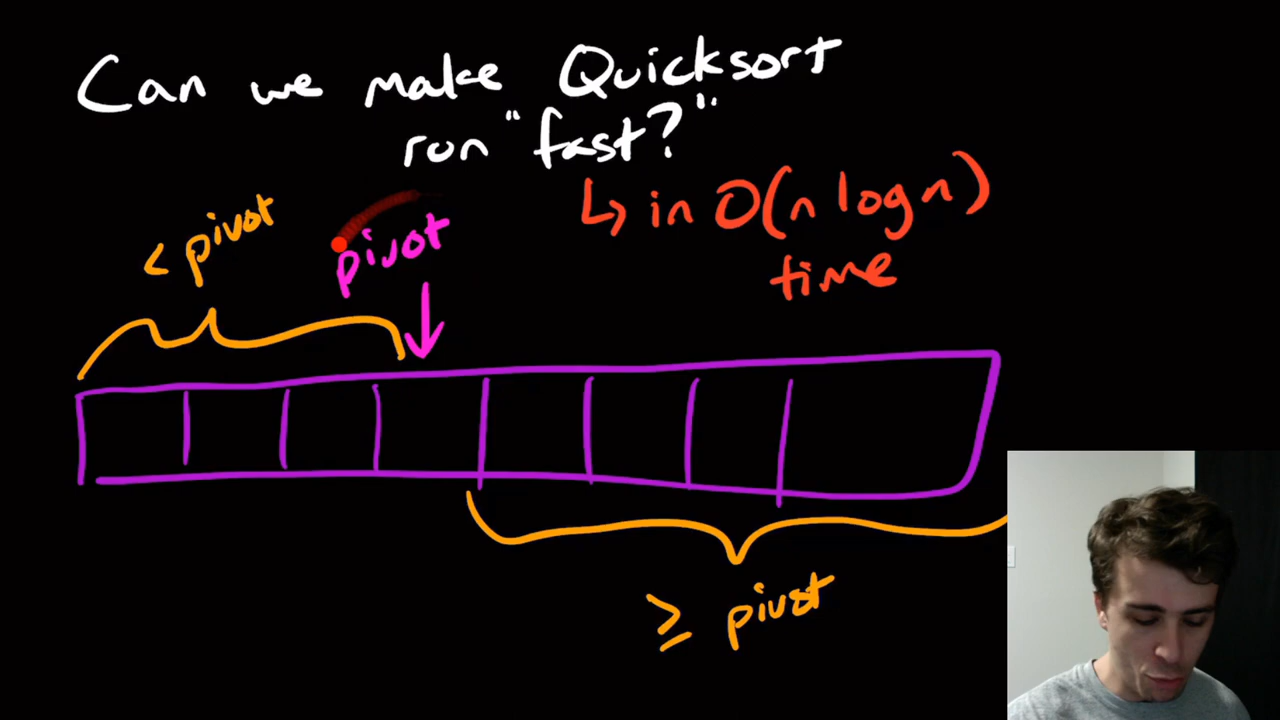 Can we make Quicksort
run "fast?"
↳ in O(n log n)
time
< pivot
pivot
≥ pivot